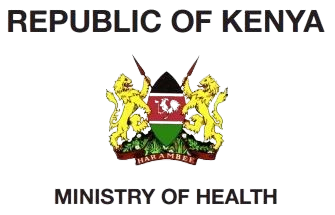 REPUBLIC OF KENYA
HARAMBEE
MINISTRY OF HEALTH